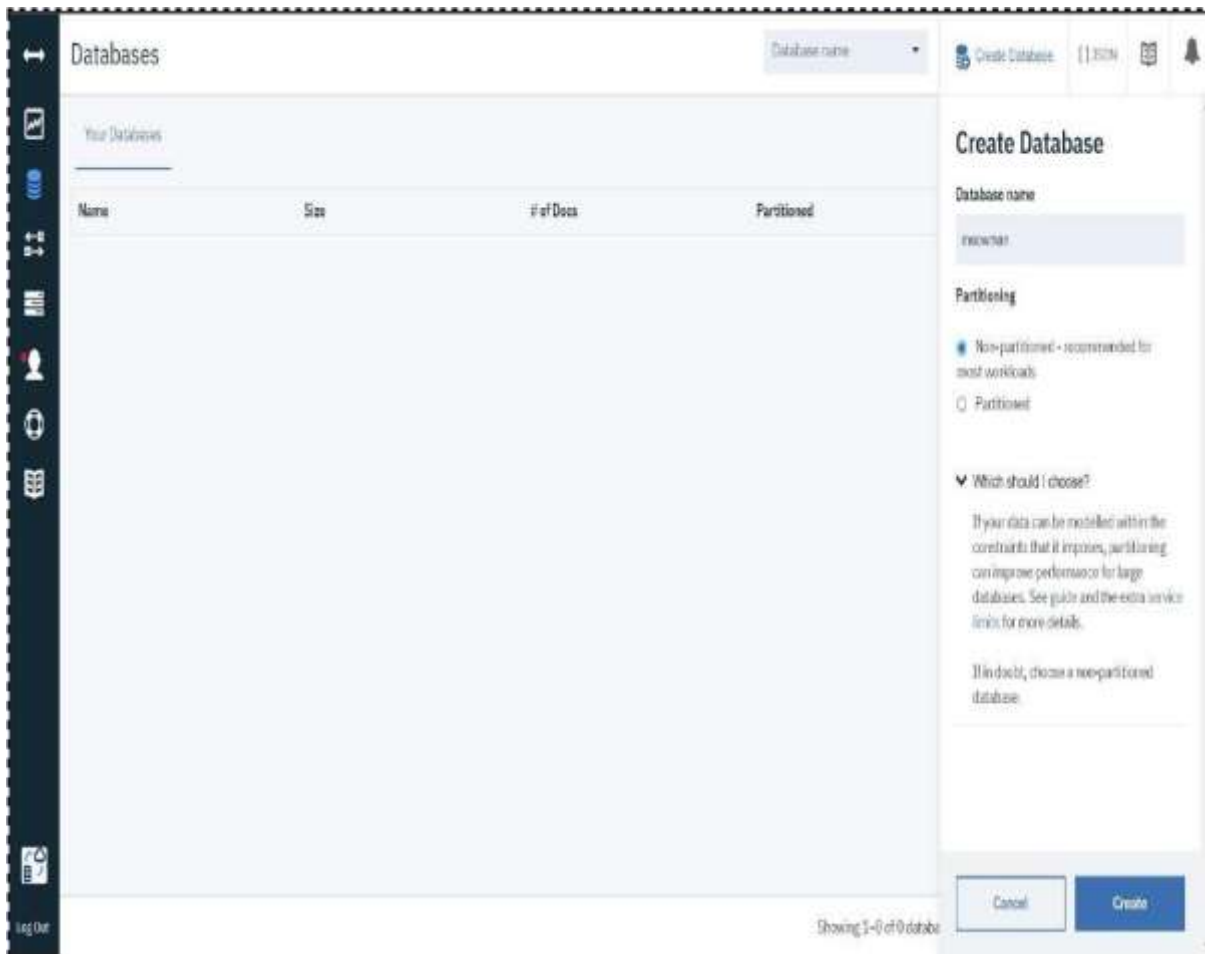 Databases
Database name
Create Database
JSON
Your Databases
Name Size # of Docs Partitioned
Create Database
Database name
Partitioning
Non-partitioned - recommended for
most workloads
Partitioned
Which should I choose?
If your data can be modelled within the
constraints that it imposes, partitioning
can improve performance for large
databases. See guide and the extra service
limits for more details.
If in doubt, choose a non-partitioned
database.
Cancel
Create
Log Out
Showing 1–0 of 0 databa